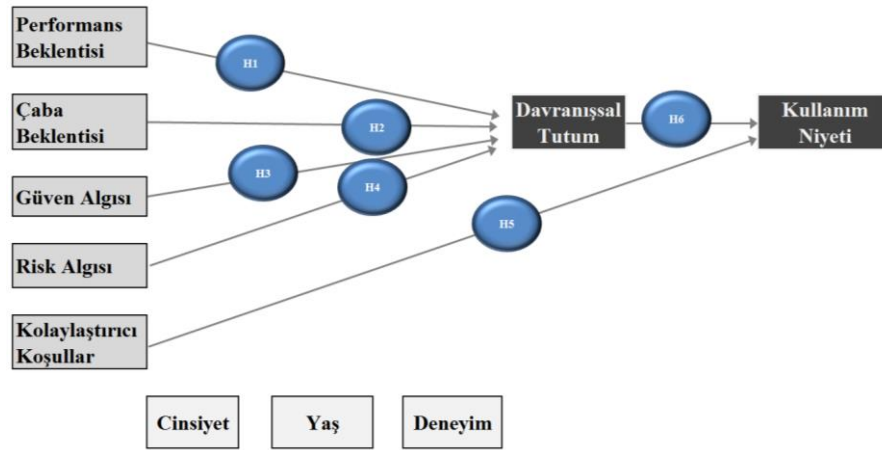 Performans
Beklentisi
H1
Çaba
Beklentisi
H2
Davranışsal
Tutum
H6
Kullanım
Niyeti
Güven Algısı
H3
H4
Risk Algısı
H5
Kolaylaştırıcı
Koşullar
Cinsiyet
Yaş
Deneyim